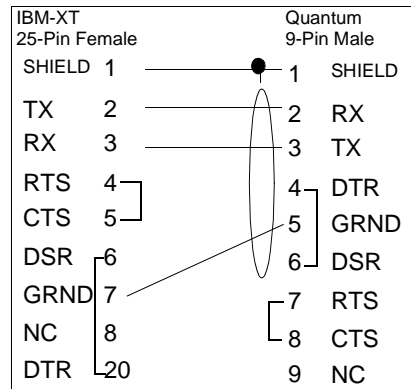 IBM-XT Quantum
25-Pin Female 9-Pin Male
SHIELD 1 1 SHIELD
TX 2 2 RX
RX 3 3 TX
RTS 4 4 DTR
CTS 5 5 GRND
DSR 6 6 DSR
GRND 7 7 RTS
NC 8 8 CTS
DTR 20 9 NC